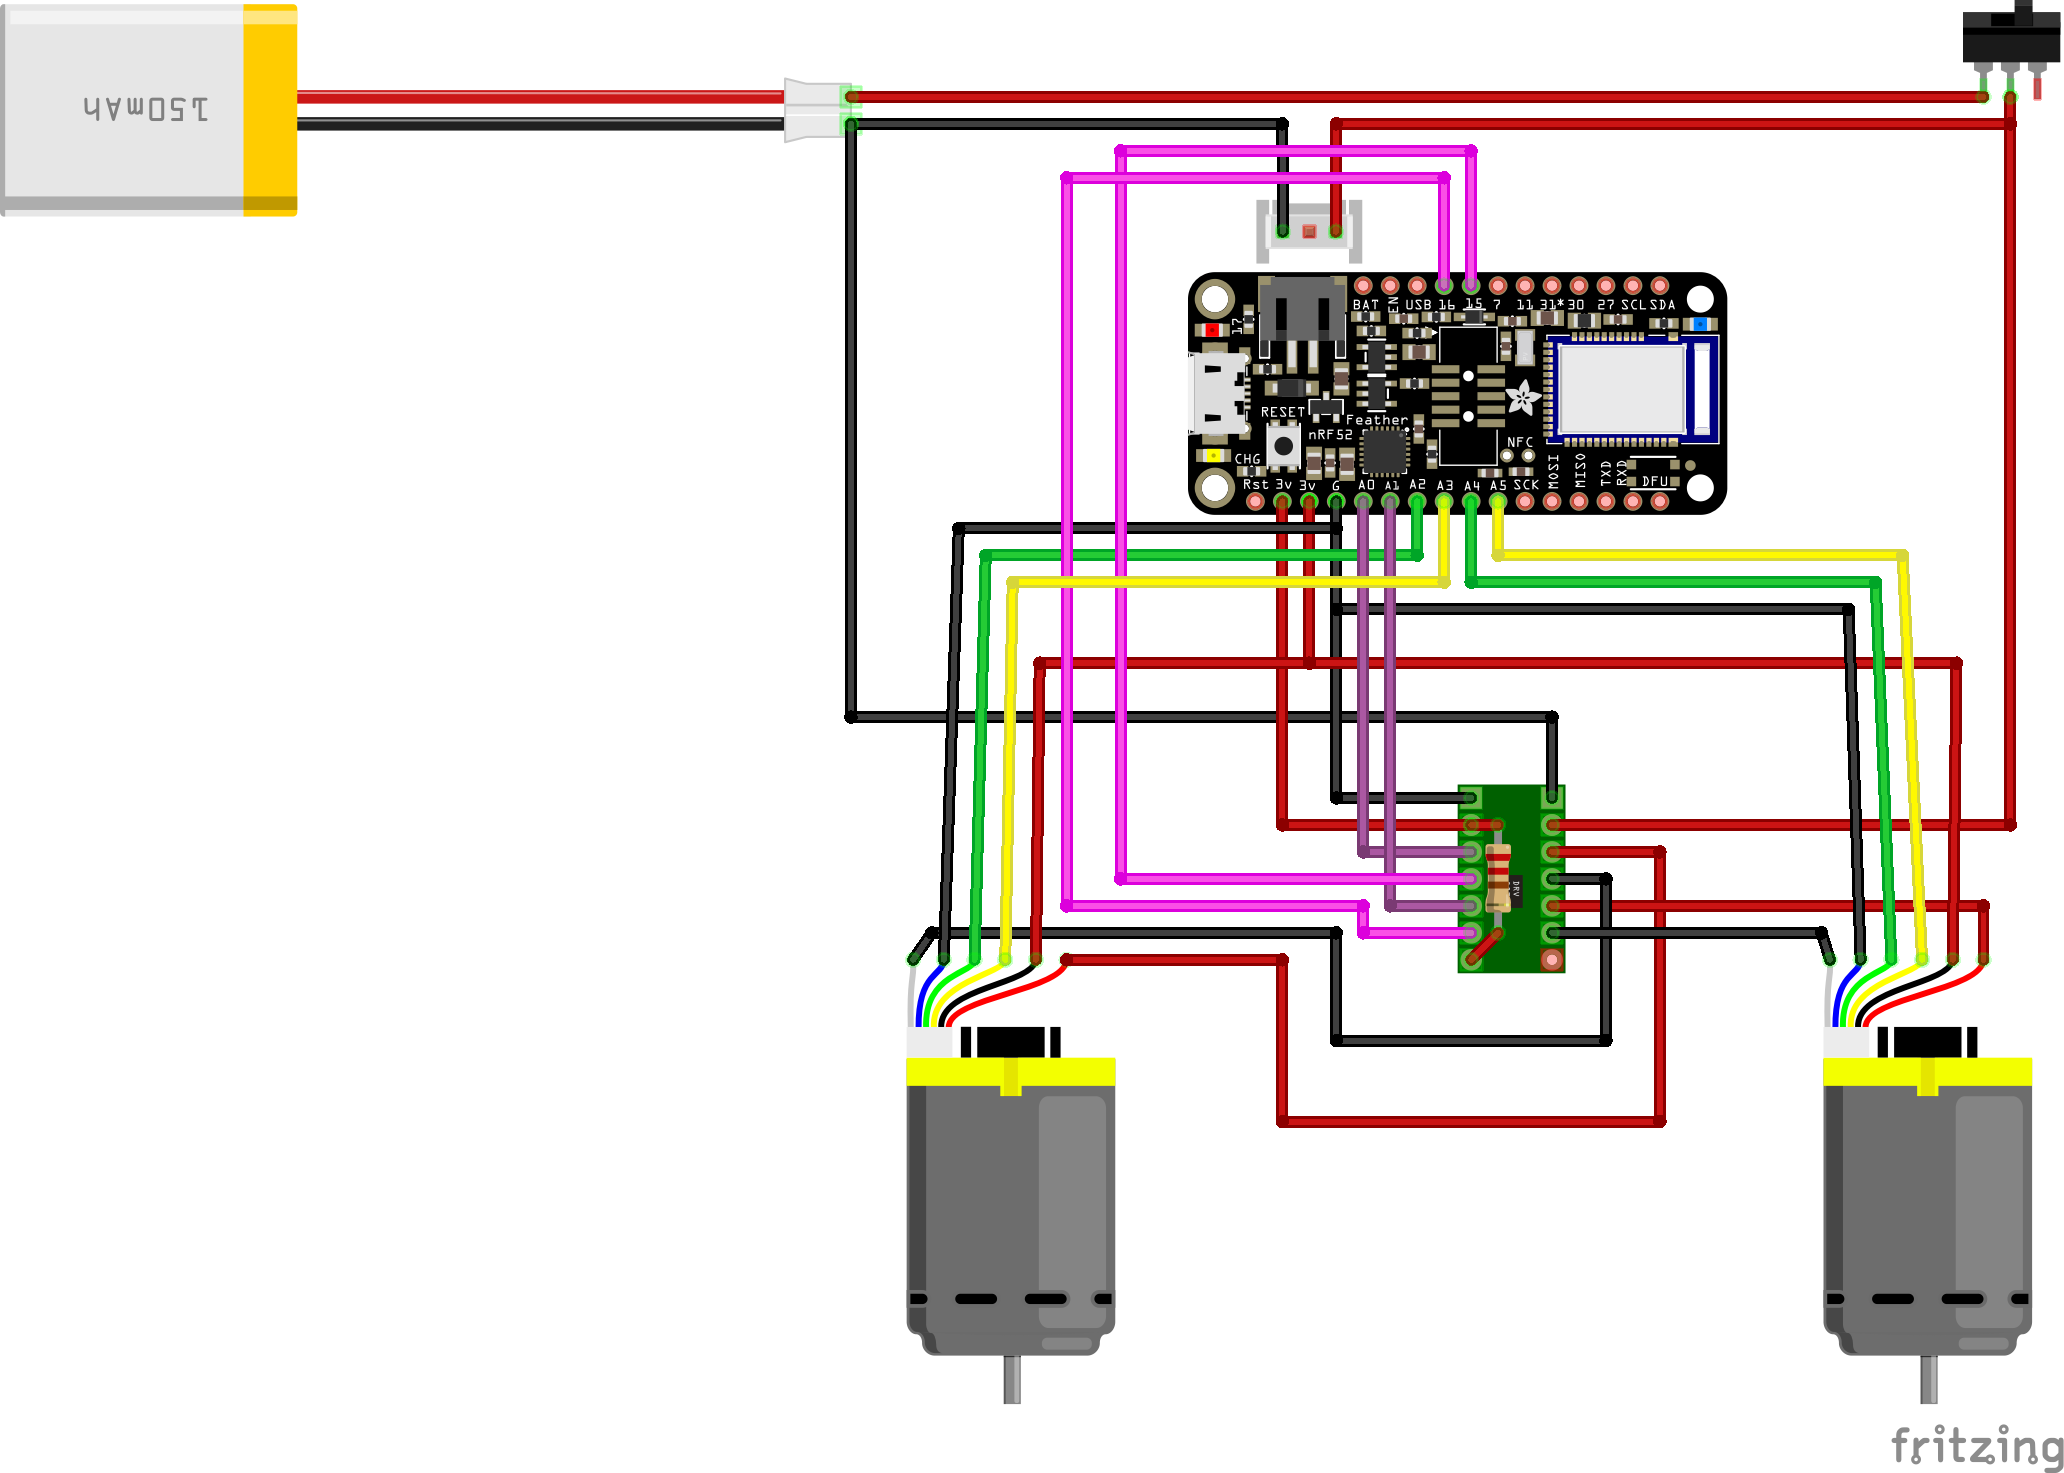 150mAh
BAT EN USB 16 15 7 11 31* 30 27 SCL SDA
17
RESET
Feather
nRF52
CHG
NFC
MOSI MISO TXD RXD
DFU
Rst 3v 3v G A0 A1 A2 A3 A4 A5 SCK
DRV
fritzing